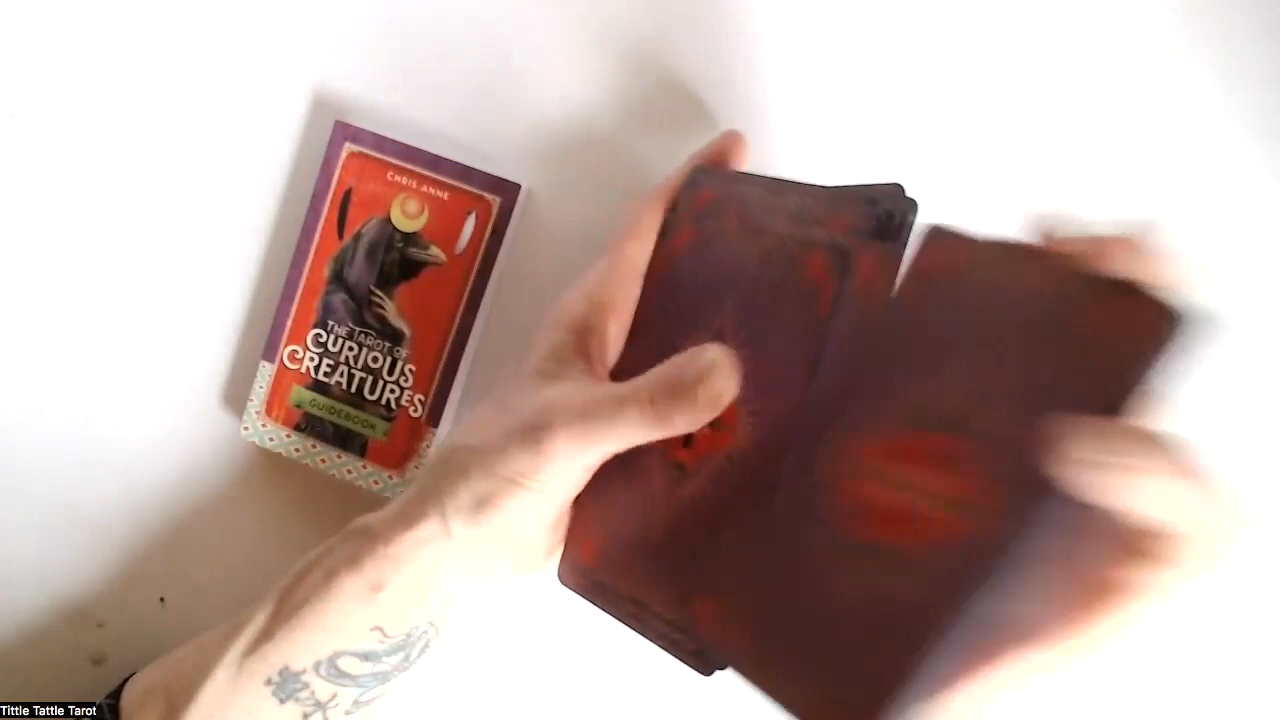 CHRIS-ANNE
THE TAROT OF
CURIOUS
CREATURES
GUIDEBOOK
Tittle Tattle Tarot